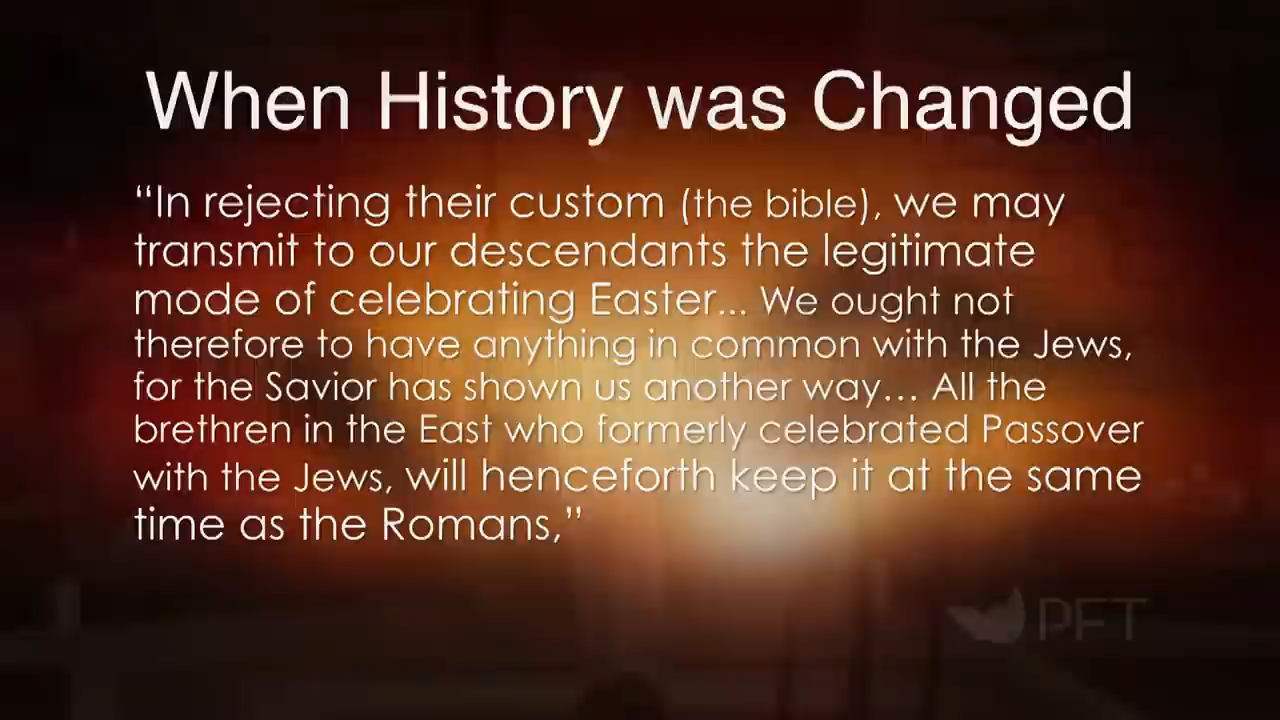 When History was Changed
“In rejecting their custom (the bible), we may
transmit to our descendants the legitimate
mode of celebrating Easter... We ought not
therefore to have anything in common with the Jews,
for the Savior has shown us another way… All the
brethren in the East who formerly celebrated Passover
with the Jews, will henceforth keep it at the same
time as the Romans,”
PFT